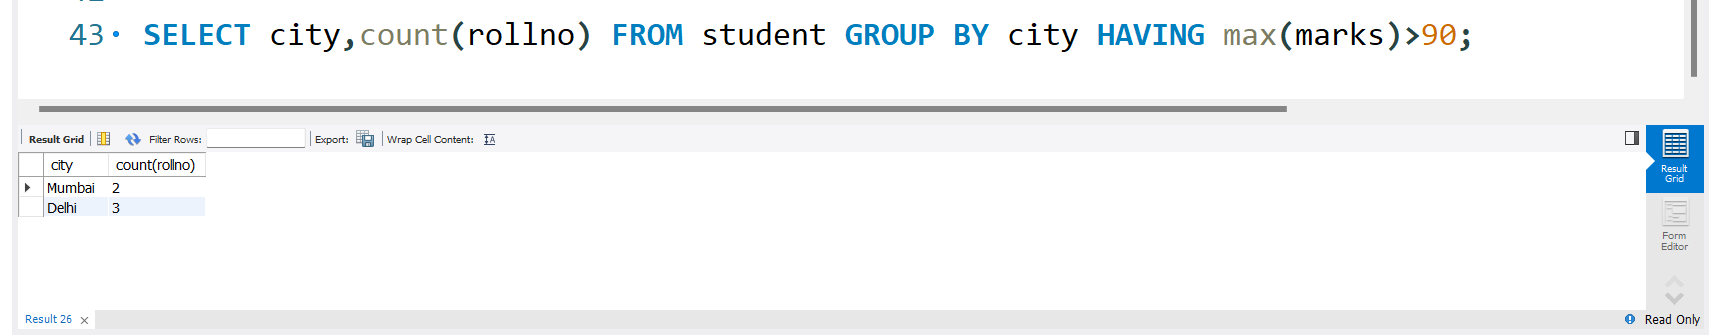 43 SELECT city,count(rollno) FROM student GROUP BY city HAVING max(marks)>90;
Result Grid Filter Rows: Export: Wrap Cell Content:
city count(rollno)
Mumbai 2
Delhi 3
Result
Grid
Form
Editor
Result 26 ×
Read Only